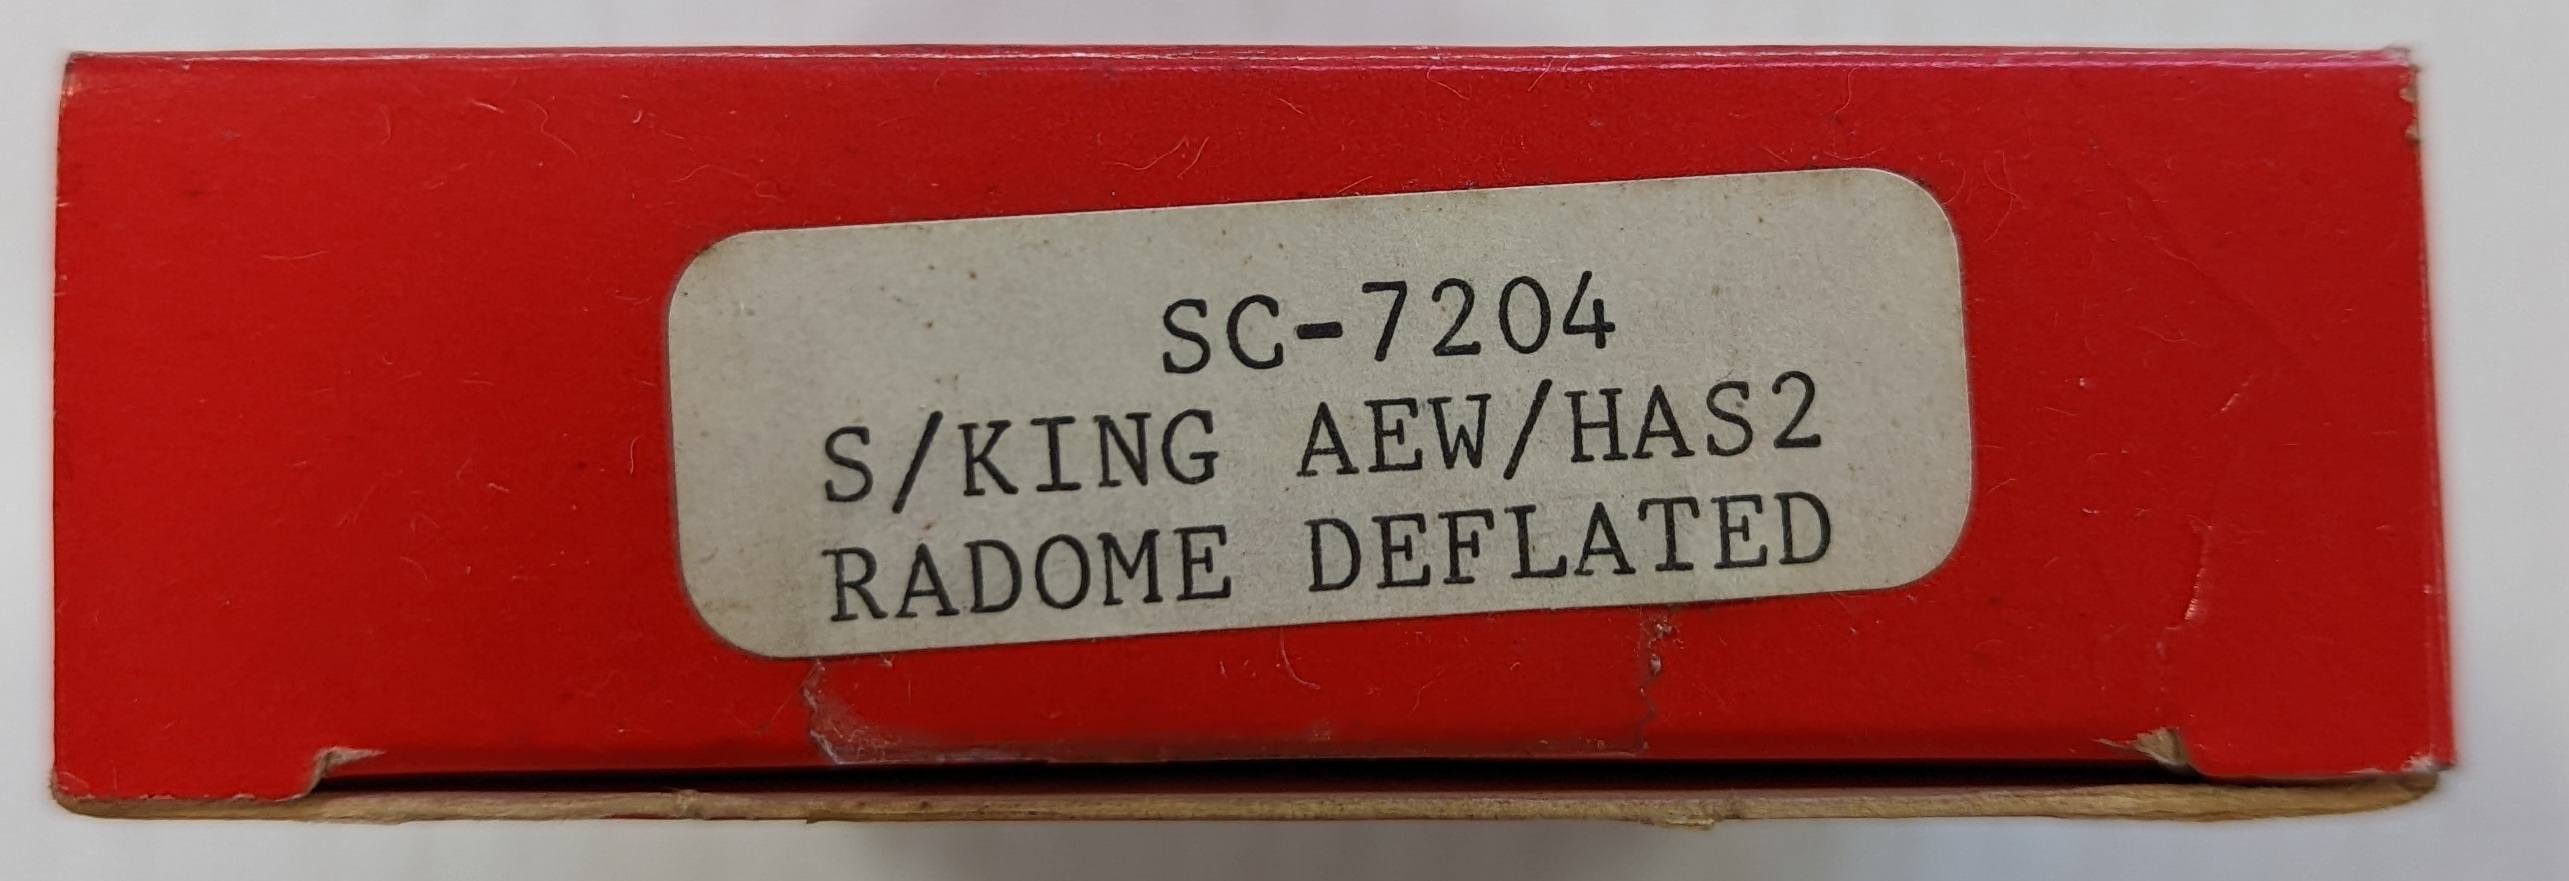 SC-7204
S/KING AEW/HAS2
RADOME DEFLATED